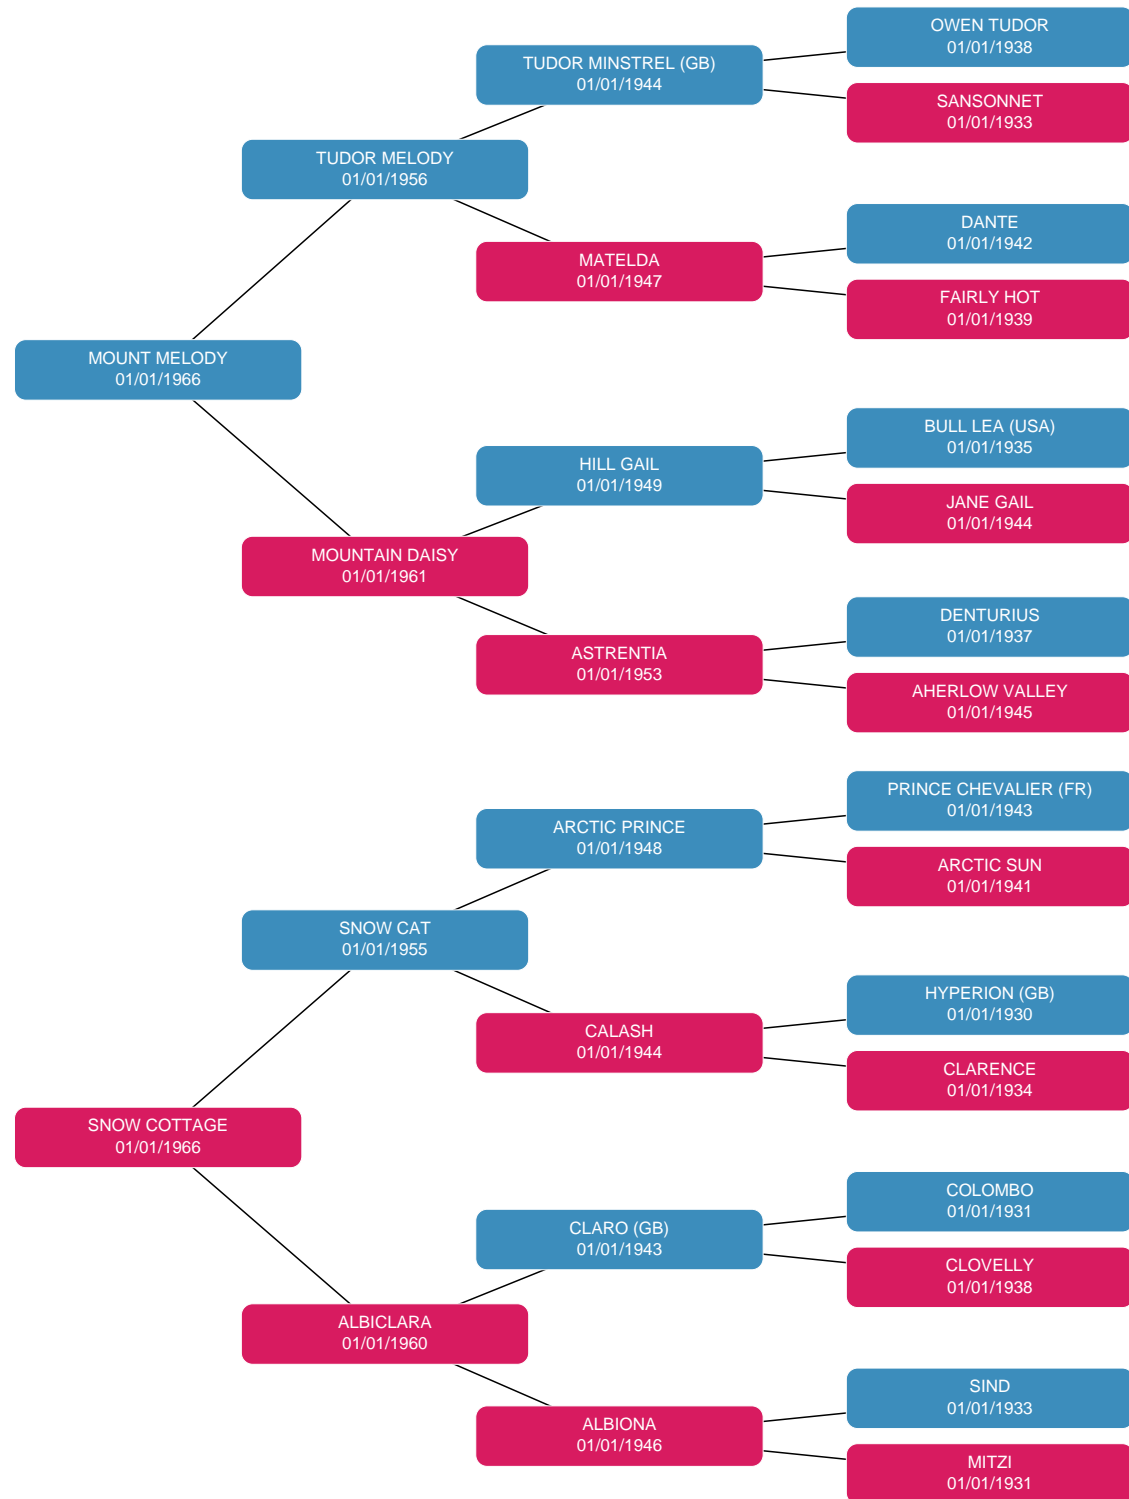 OWEN TUDOR
01/01/1938
TUDOR MINSTREL (GB)
01/01/1944
SANSONNET
01/01/1933
TUDOR MELODY
01/01/1956
DANTE
01/01/1942
MATELDA
01/01/1947
FAIRLY HOT
01/01/1939
MOUNT MELODY
01/01/1966
BULL LEA (USA)
01/01/1935
HILL GAIL
01/01/1949
JANE GAIL
01/01/1944
MOUNTAIN DAISY
01/01/1961
DENTURIUS
01/01/1937
ASTRENTIA
01/01/1953
AHERLOW VALLEY
01/01/1945
PRINCE CHEVALIER (FR)
01/01/1943
ARCTIC PRINCE
01/01/1948
ARCTIC SUN
01/01/1941
SNOW CAT
01/01/1955
HYPERION (GB)
01/01/1930
CALASH
01/01/1944
CLARENCE
01/01/1934
SNOW COTTAGE
01/01/1966
COLOMBO
01/01/1931
CLARO (GB)
01/01/1943
CLOVELLY
01/01/1938
ALBICLARA
01/01/1960
SIND
01/01/1933
ALBIONA
01/01/1946
MITZI
01/01/1931